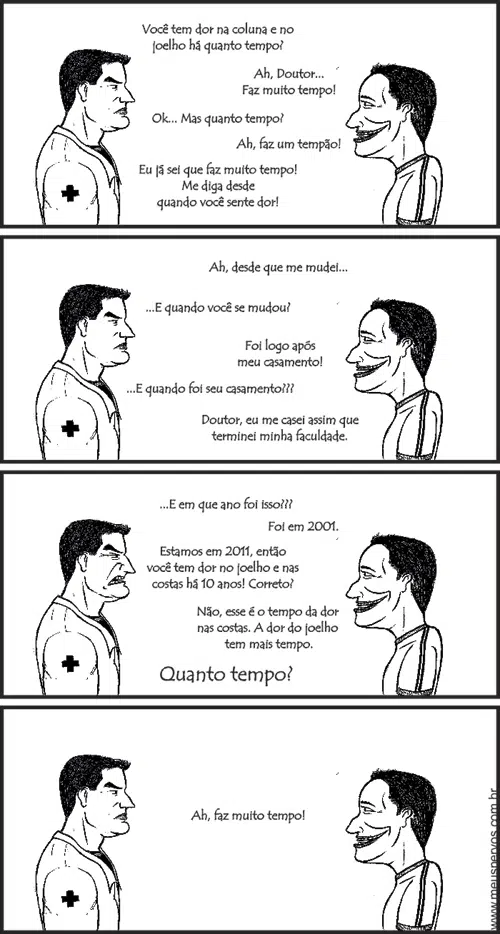 Você tem dor na coluna e no
joelho há quanto tempo?
Ah, Doutor...
Faz muito tempo!
Ok... Mas quanto tempo?
Ah, faz um tempão!
Eu já sei que faz muito tempo!
Me diga desde
quando você sente dor!
Ah, desde que me mudei...
...E quando você se mudou?
Foi logo após
meu casamento!
...E quando foi seu casamento???
Doutor, eu me casei assim que
terminei minha faculdade.
...E em que ano foi isso???
Foi em 2001.
Estamos em 2011, então
você tem dor no joelho e nas
costas há 10 anos! Correto?
Não, esse é o tempo da dor
nas costas. A dor do joelho
tem mais tempo.
Quanto tempo?
Ah, faz muito tempo!
www.meusnervos.com.br